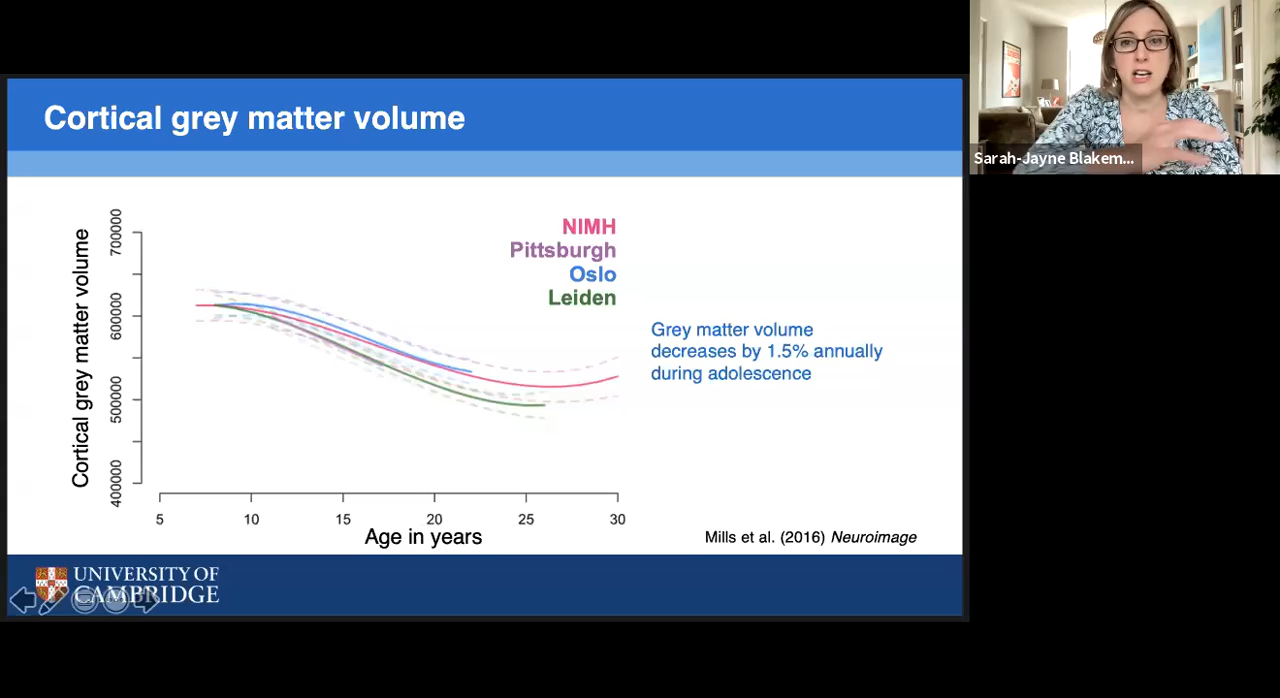 Cortical grey matter volume
Sarah-Jayne Blakem...
NIMH
Pittsburgh
Oslo
Leiden
Grey matter volume
decreases by 1.5% annually
during adolescence
Cortical grey matter volume
700000
600000
500000
400000
5 10 15 20 25 30
Age in years
Mills et al. (2016) Neuroimage
UNIVERSITY OF
CAMBRIDGE